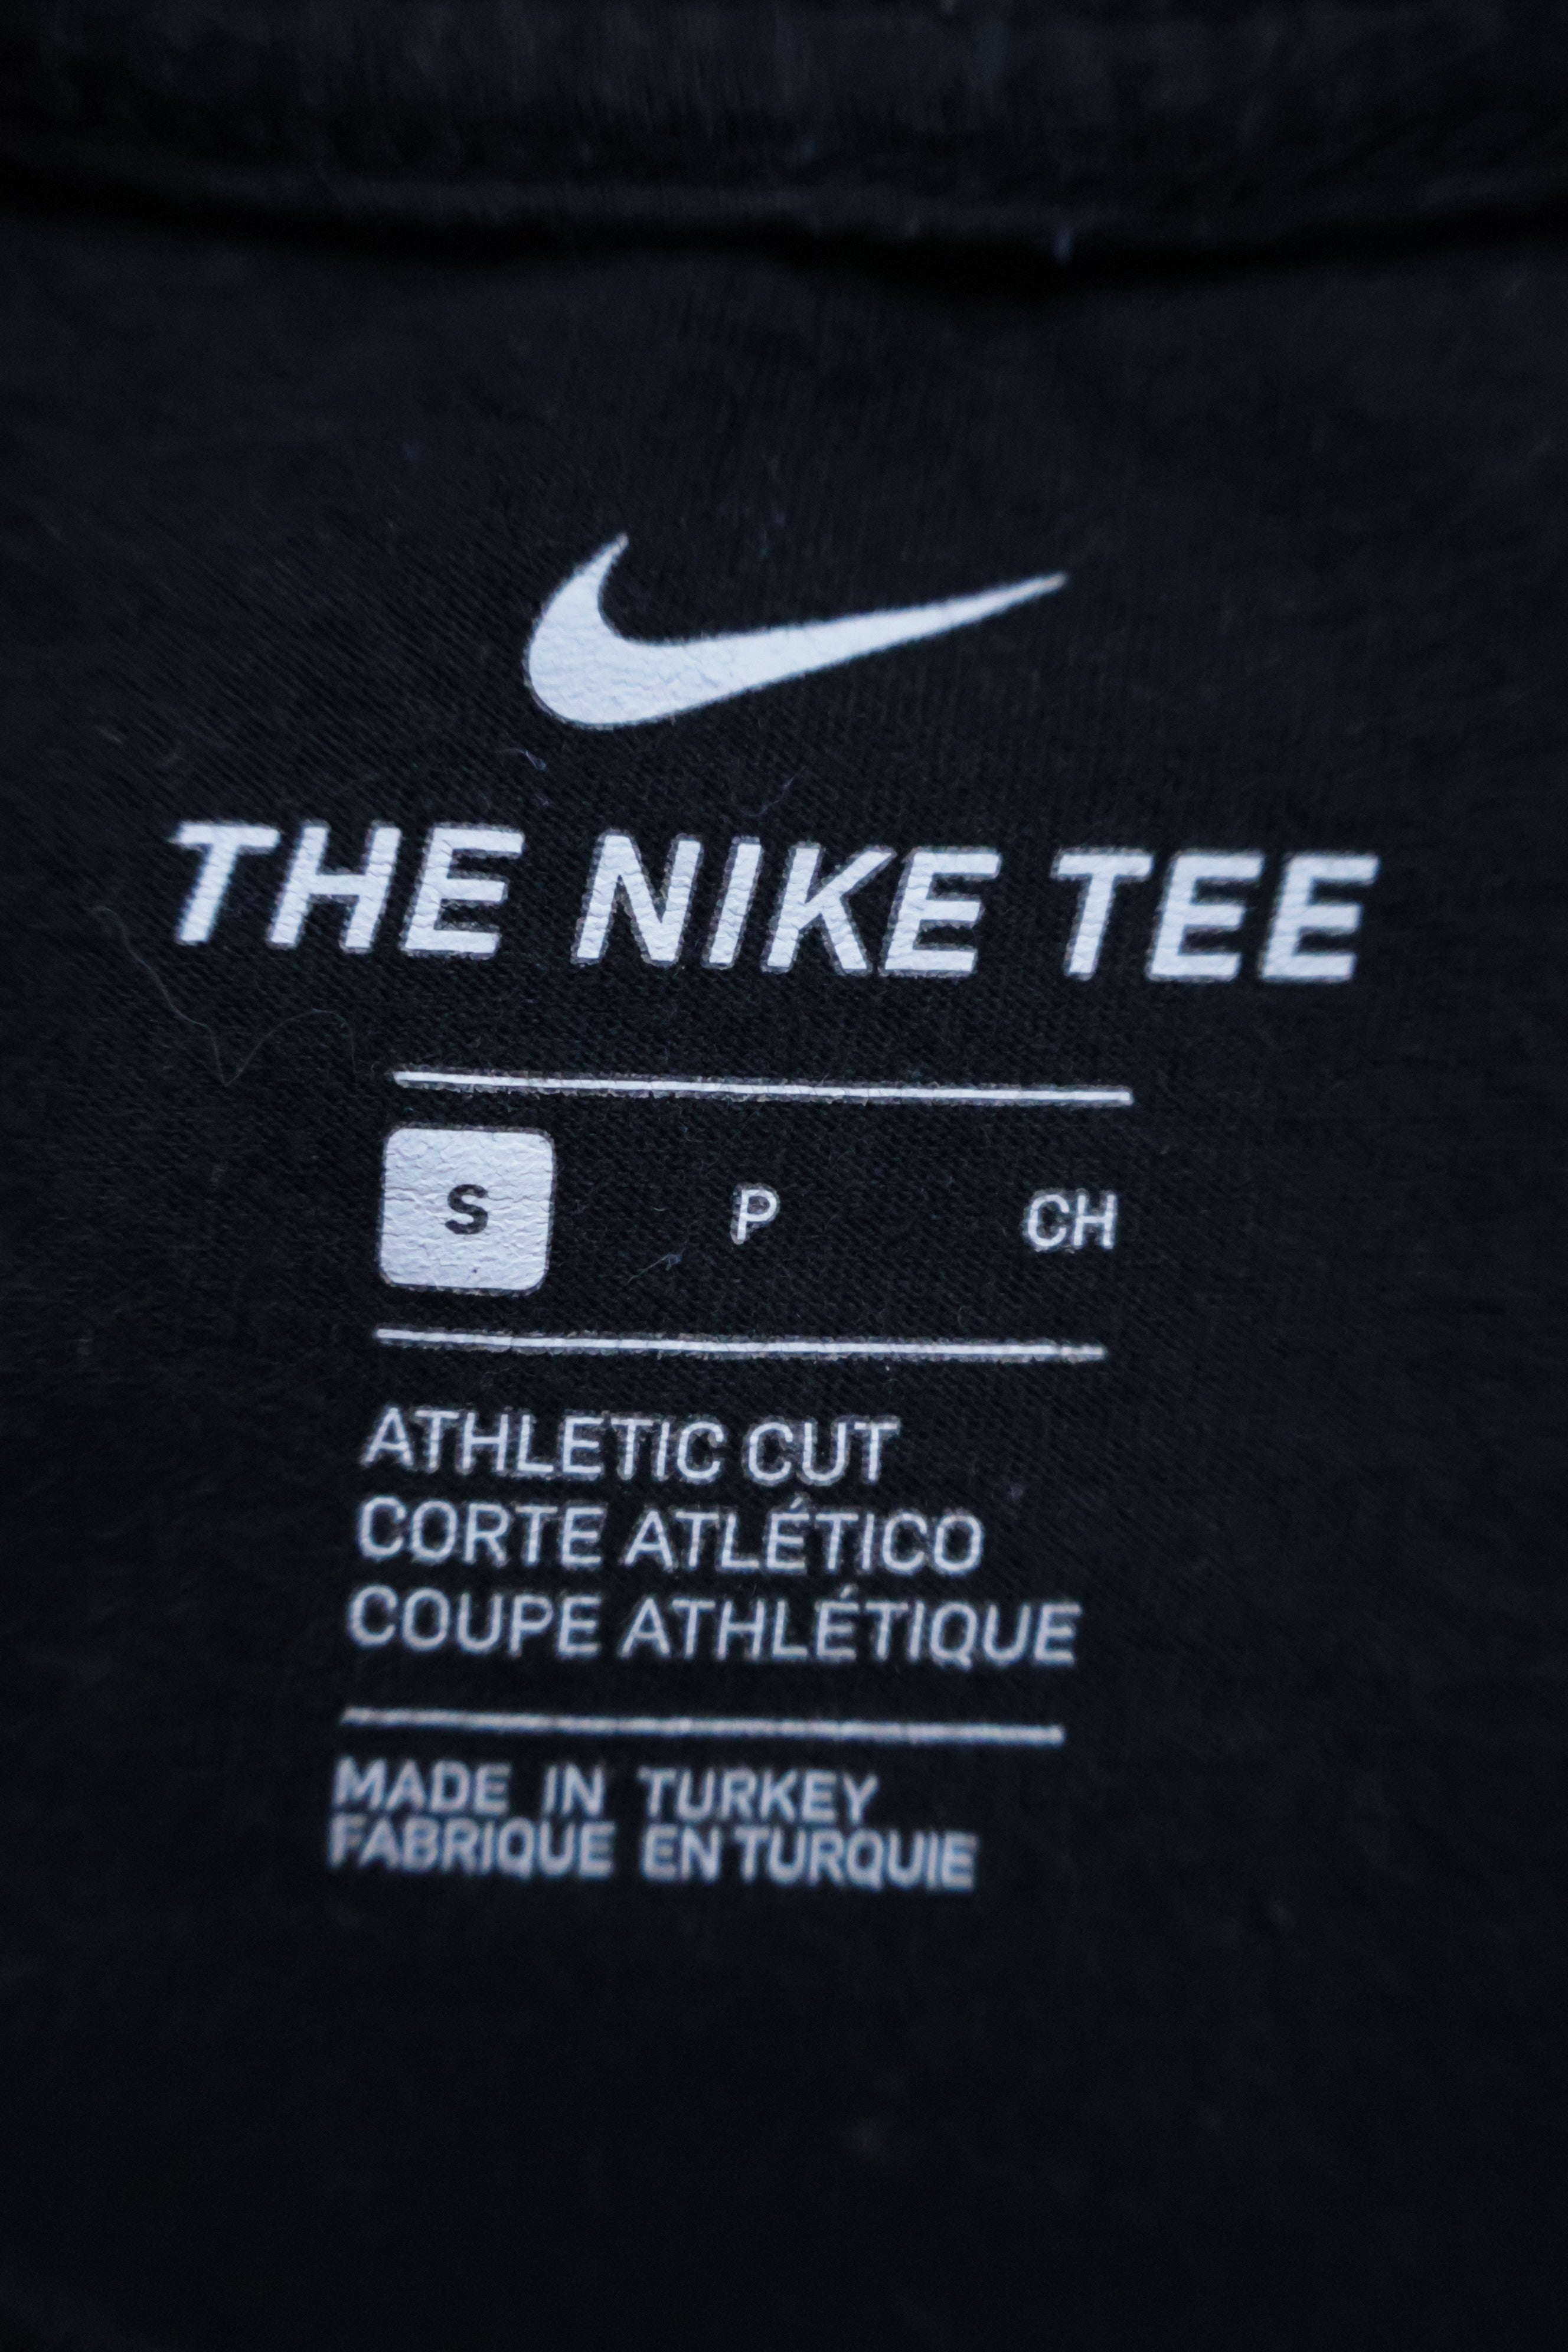 THE NIKE TEE
S P CH
ATHLETIC CUT
CORTE ATLÉTICO
COUPE ATHLÉTIQUE
MADE IN TURKEY
FABRIQUE EN TURQUIE